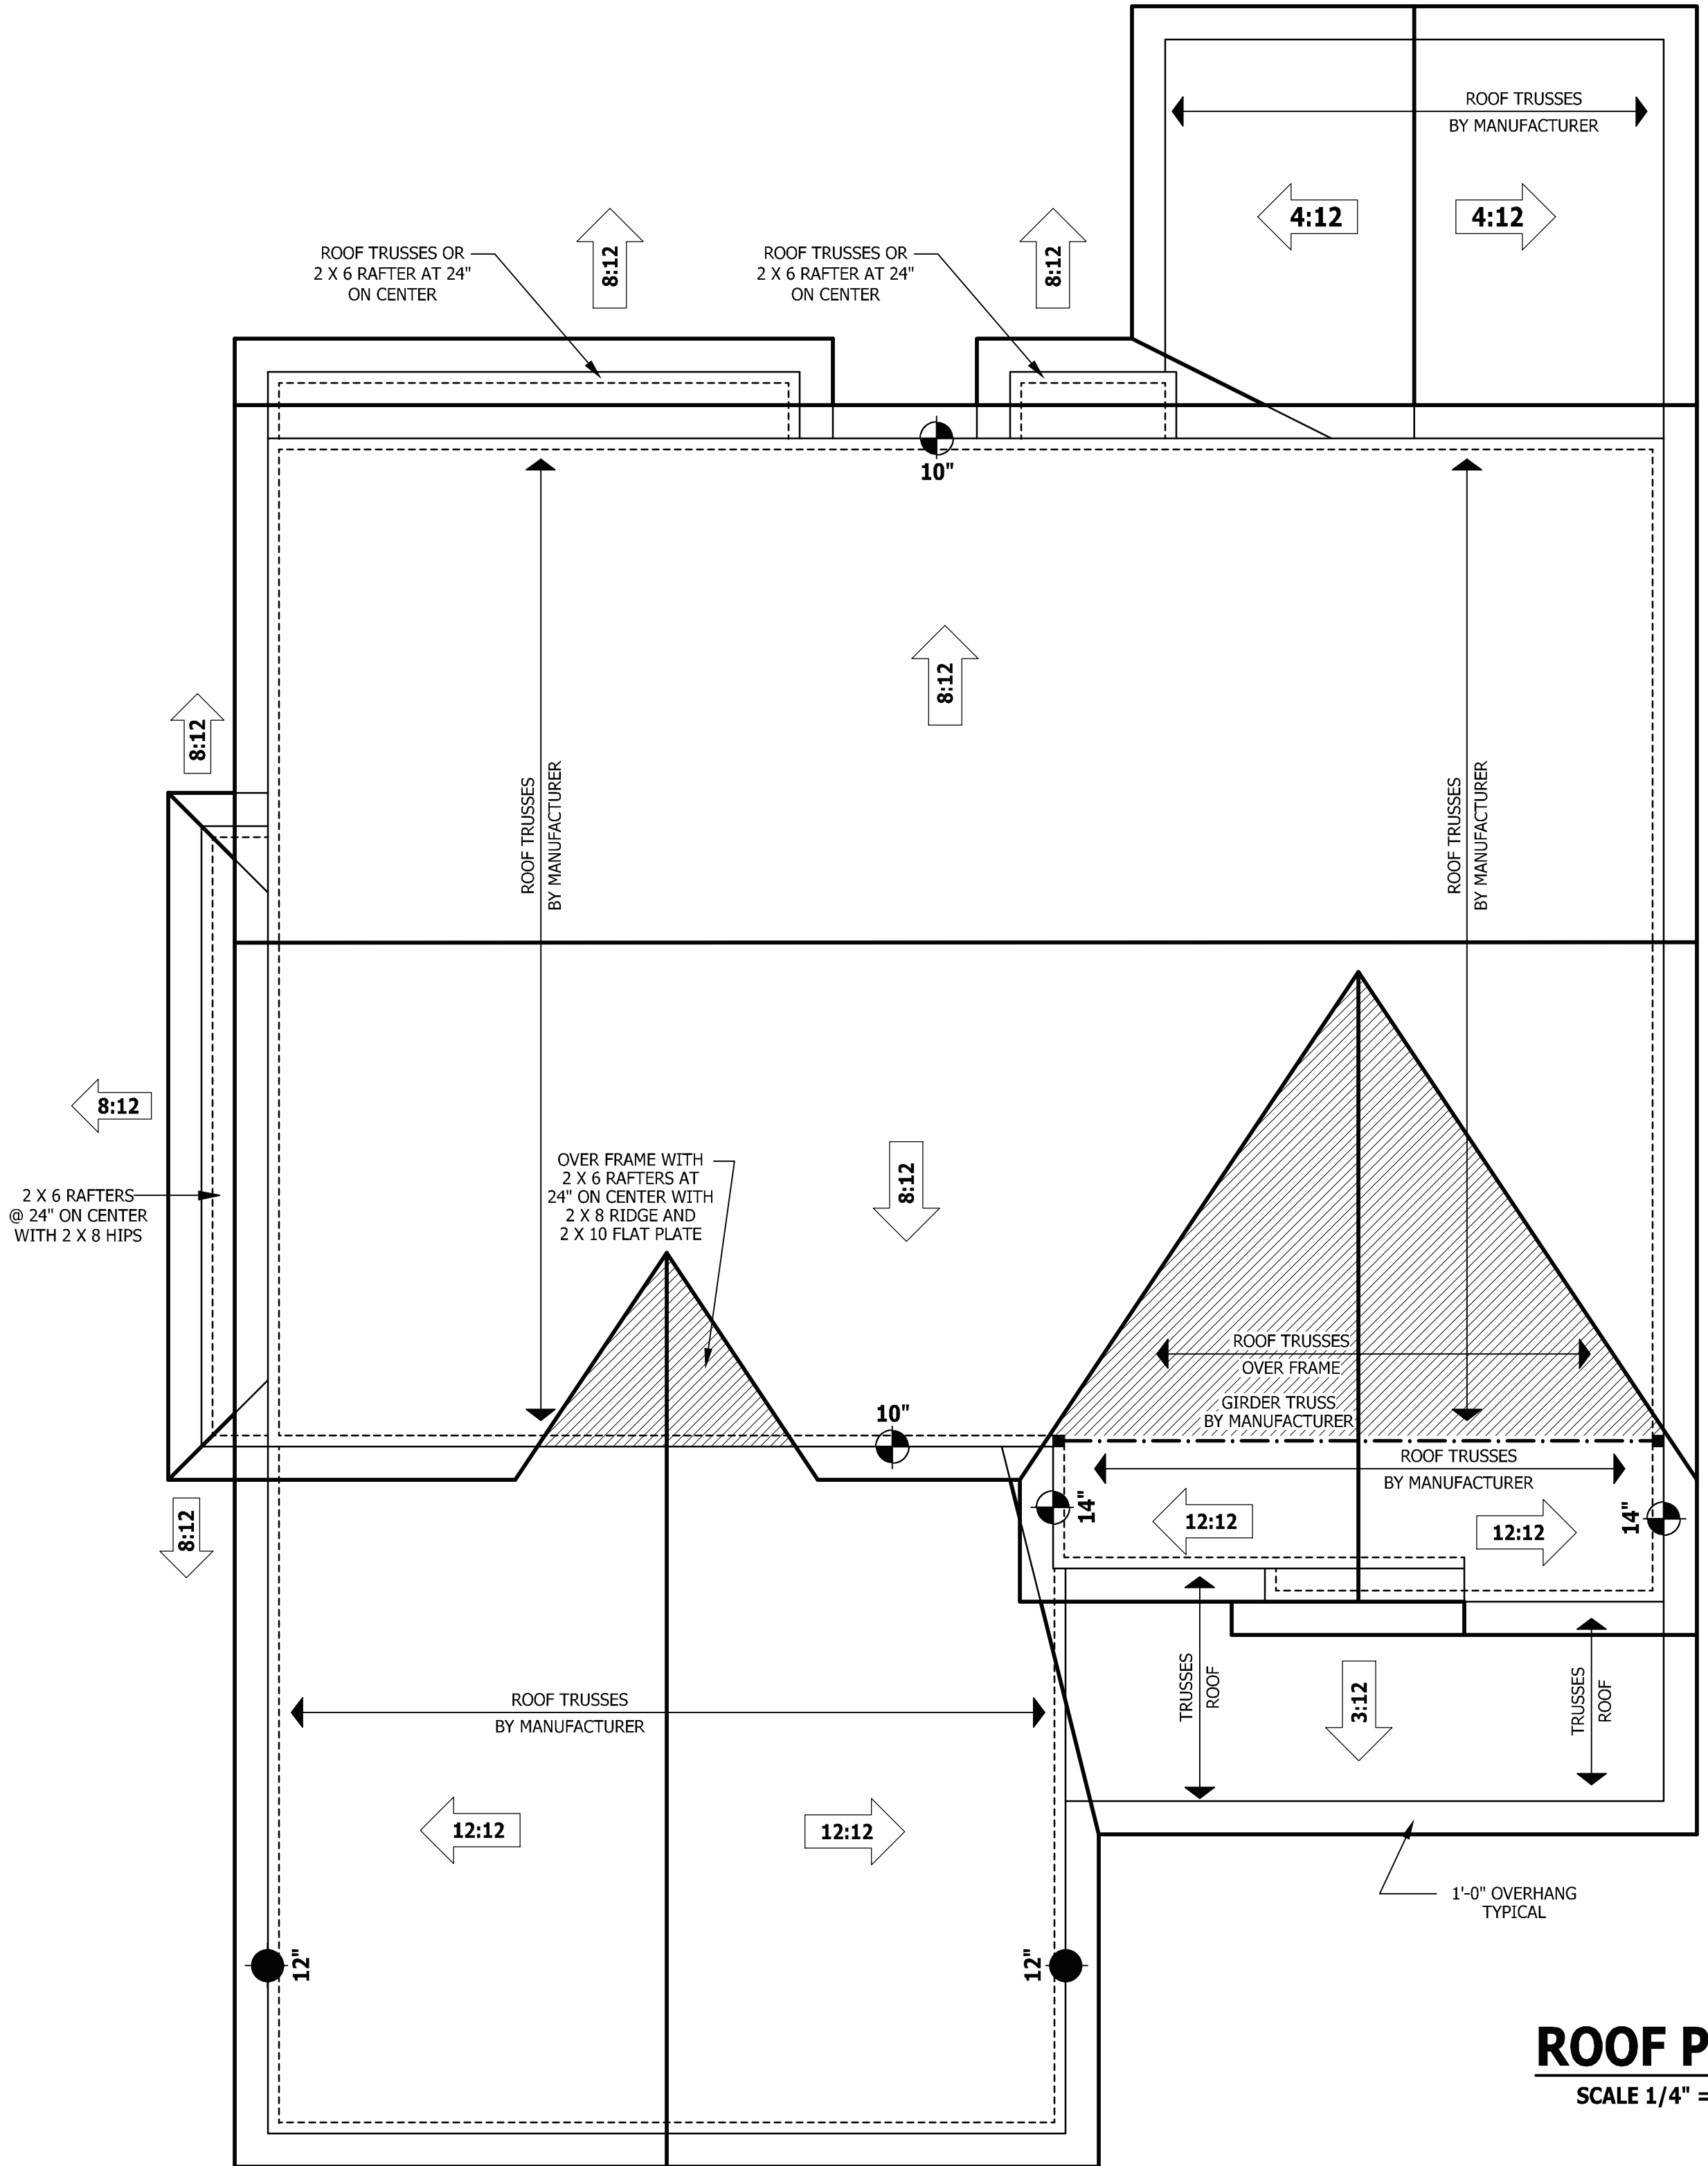 ROOF TRUSSES
BY MANUFACTURER
4:12
4:12
ROOF TRUSSES OR
2 X 6 RAFTER AT 24"
ON CENTER
8:12
ROOF TRUSSES OR
2 X 6 RAFTER AT 24"
ON CENTER
8:12
10"
8:12
8:12
ROOF TRUSSES
BY MANUFACTURER
ROOF TRUSSES
BY MANUFACTURER
8:12
2 X 6 RAFTERS
@ 24" ON CENTER
WITH 2 X 8 HIPS
OVER FRAME WITH
2 X 6 RAFTERS AT
24" ON CENTER WITH
2 X 8 RIDGE AND
2 X 10 FLAT PLATE
8:12
ROOF TRUSSES
OVER FRAME
GIRDER TRUSS
BY MANUFACTURER
10"
ROOF TRUSSES
BY MANUFACTURER
8:12
14"
12:12
12:12
14"
ROOF TRUSSES
BY MANUFACTURER
TRUSSES
ROOF
3:12
TRUSSES
ROOF
12:12
12:12
1'-0" OVERHANG
TYPICAL
12"
12"
ROOF P
SCALE 1/4" =